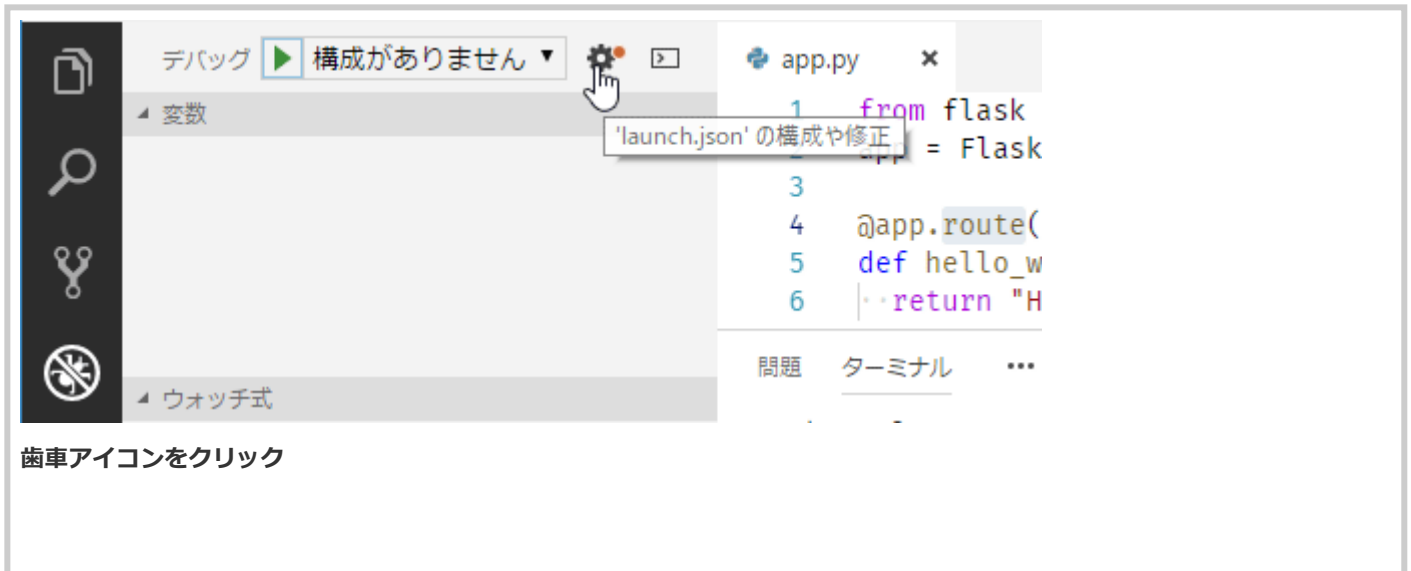 デバッグ 構成がありません
変数
ウォッチ式
'launch.json' の構成や修正
app.py
1 from flask
2 app = Flask
3
4 @app.route(
5 def hello_w
6 return "H
問題 ターミナル ...
歯車アイコンをクリック